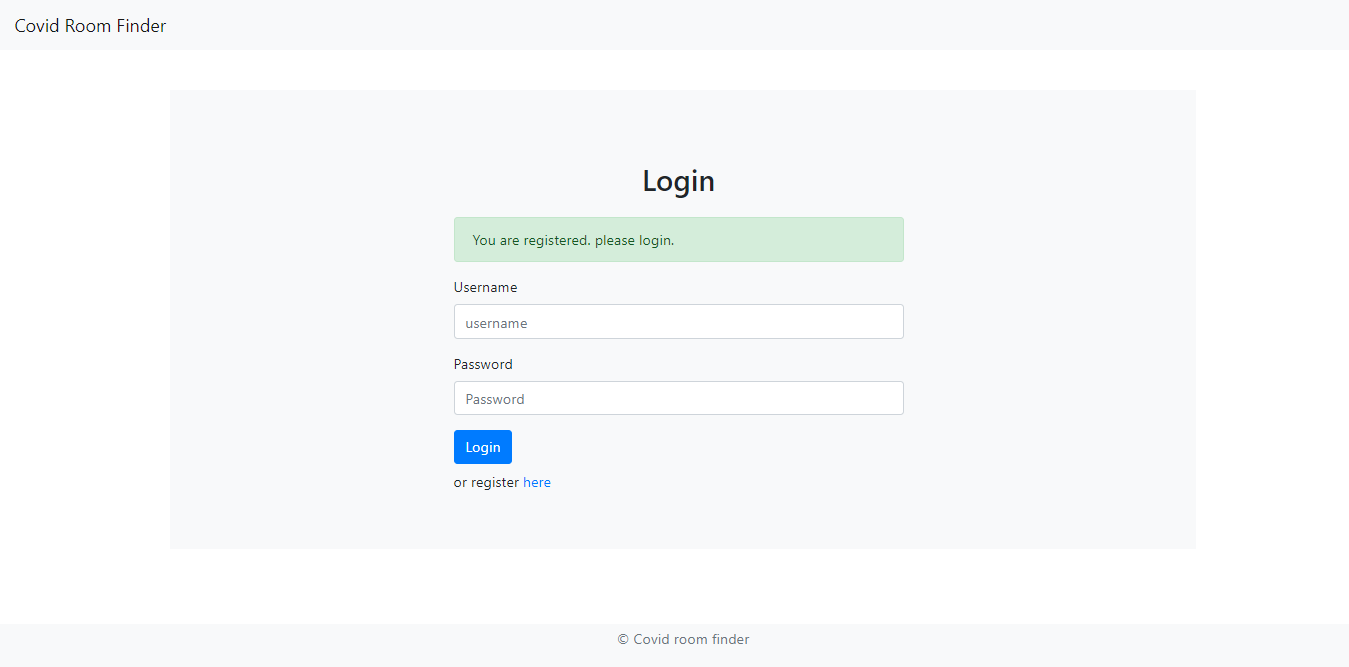 Covid Room Finder
Login
You are registered. please login.
Username
username
Password
Password
Login
or register here
© Covid room finder